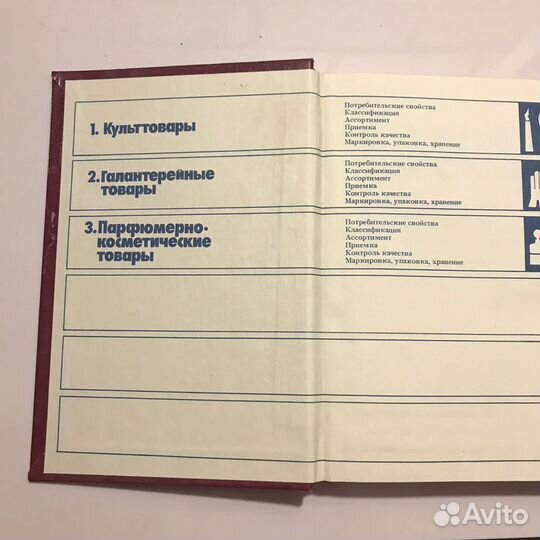 1. Культтовары
Потребительские свойства
Классификация
Ассортимент
Приемка
Контроль качества
Маркировка, упаковка, хранение
2.Галантерейные
товары
Потребительские свойства
Классификация
Ассортимент
Приемка
Контроль качества
Маркировка, упаковка, хранение
3.Парфюмерно-
косметические
товары
Потребительские свойства
Классификация
Ассортимент
Приемка
Контроль качества
Маркировка, упаковка, хранение
Avito